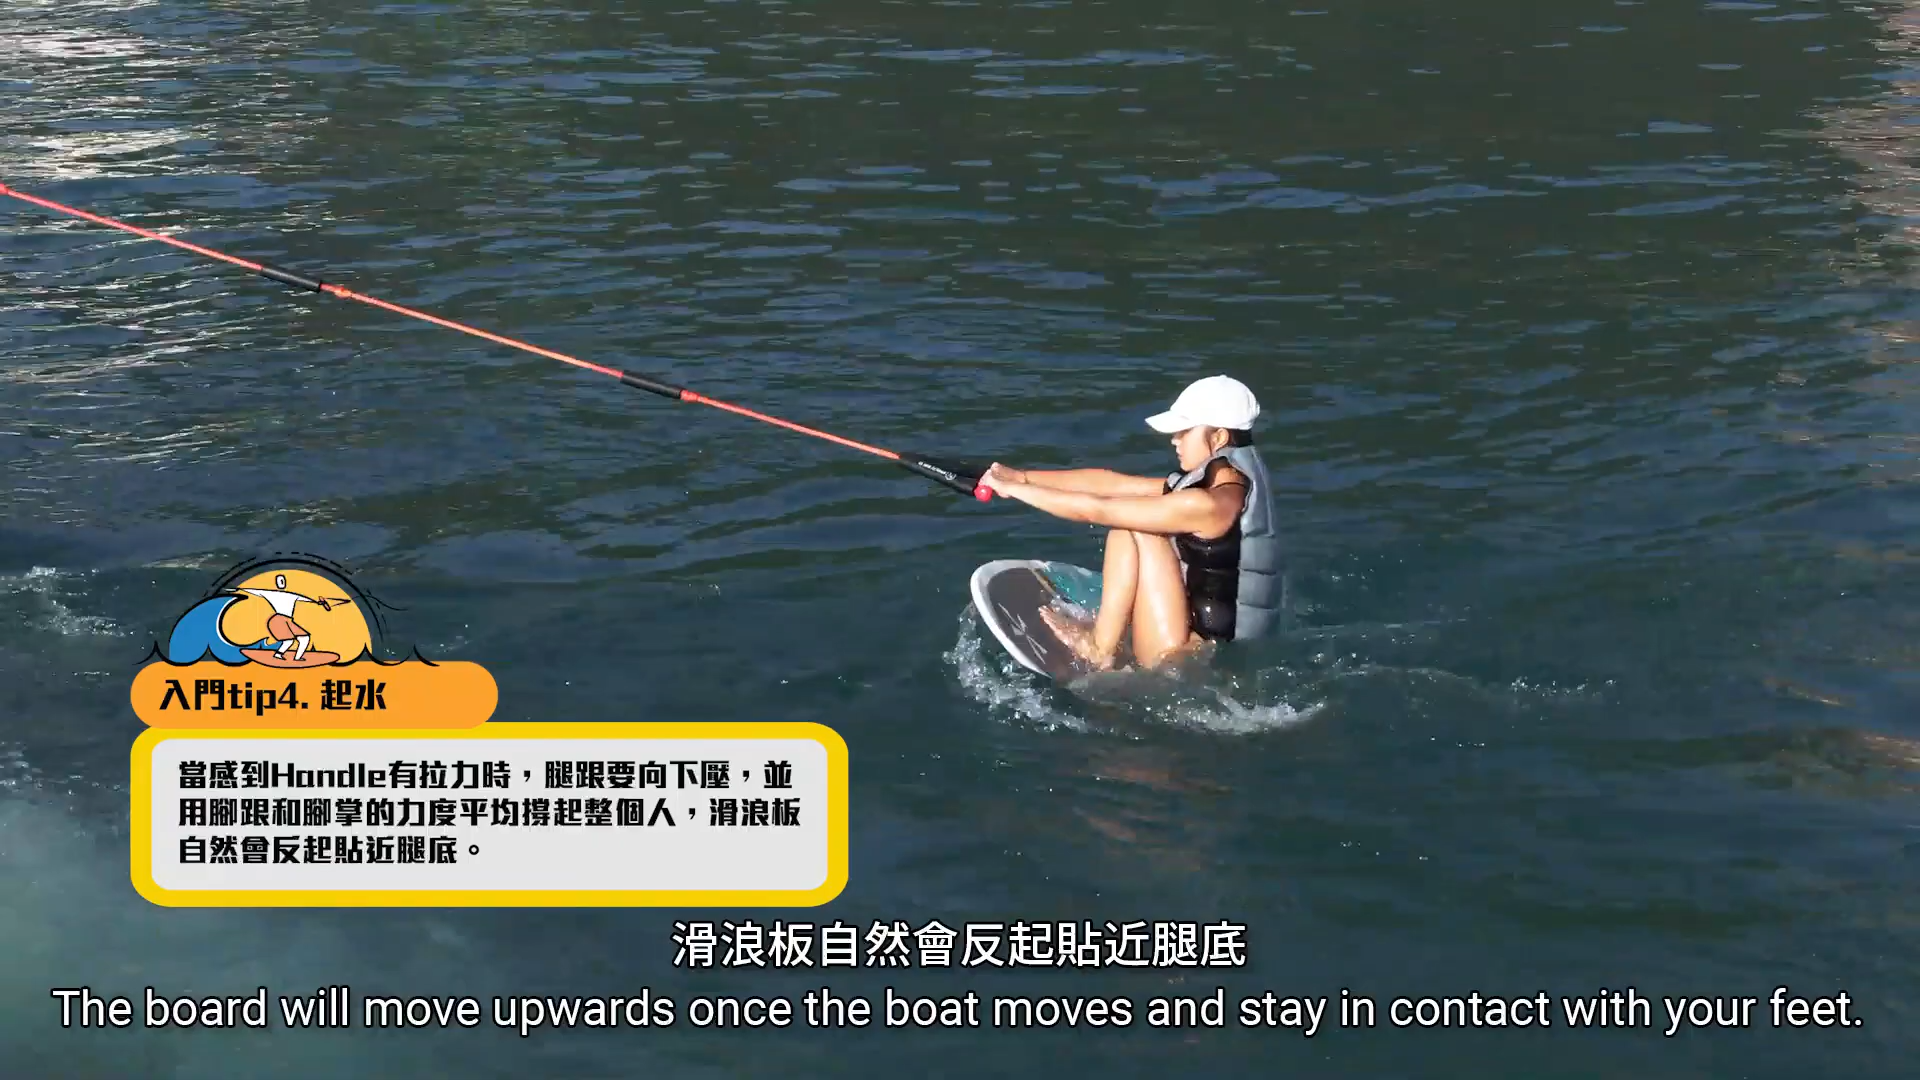 入門tip4. 起水
當感到Handle有拉力時，腿跟要向下壓，並
用腳跟和腳掌的力度平均撐起整個人，滑浪板
自然會反起貼近腿底。
滑浪板自然會反起貼近腿底
The board will move upwards once the boat moves and stay in contact with your feet.